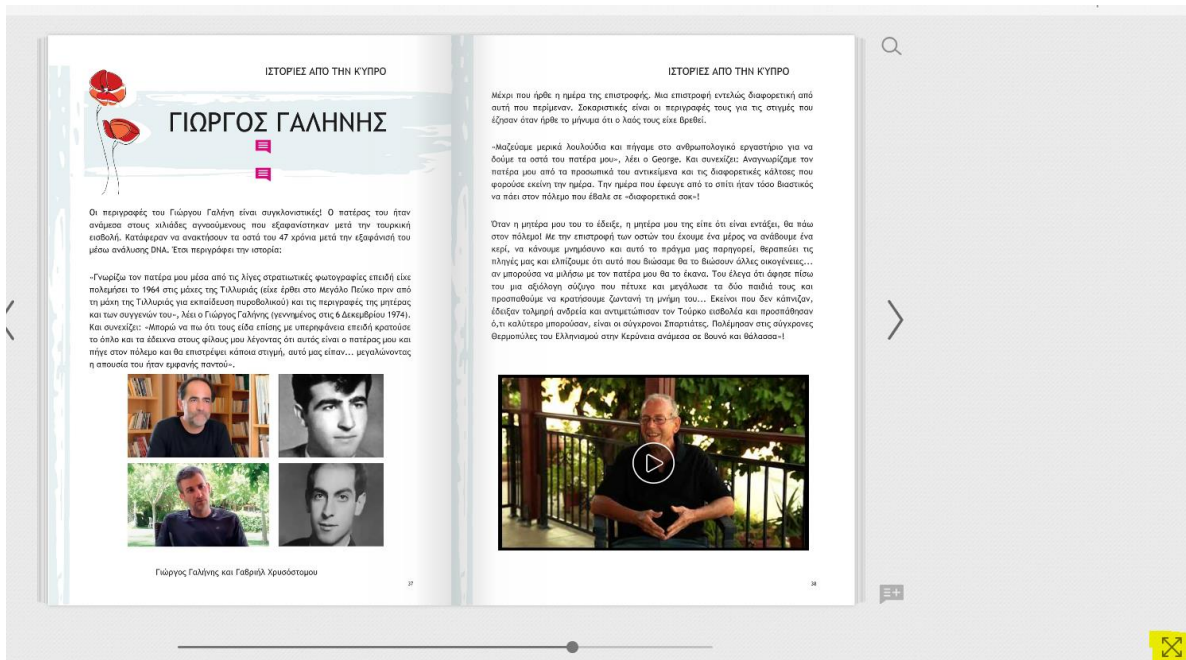 ΙΣΤΟΡΊΕΣ ΑΠΌ ΤΗΝ ΚΎΠΡΟ
ΓΙΩΡΓΟΣ ΓΑΛΗΝΗΣ
Οι περιγραφές του Γιώργου Γαλήνη είναι συγκλονιστικές! Ο πατέρας του ήταν
ανάμεσα στους χιλιάδες αγνοούμενους που εξαφανίστηκαν μετά την τουρκική
εισβολή. Κατάφεραν να ανακτήσουν τα οστά του 47 χρόνια μετά την εξαφάνισή του
μέσω ανάλυσης DNA. Έτσι περιγράφει την ιστορία:
«Γνωρίζω τον πατέρα μου μέσα από τις λίγες στρατιωτικές φωτογραφίες επειδή είχε
πολεμήσει το 1964 στις μάχες της Τιλλυριάς (είχε έρθει στο Μεγάλο Πεύκο πριν από
τη μάχη της Τιλλυριάς για εκπαίδευση πυροβολικού) και τις περιγραφές της μητέρας
και των συγγενών του», λέει ο Γιώργος Γαλήνης (γεννημένος στις 6 Δεκεμβρίου 1974).
Και συνεχίζει: «Μπορώ να πω ότι τους είδα επίσης με υπερηφάνεια επειδή κρατούσε
το όπλο και τα έδειχνα στους φίλους μου λέγοντας ότι αυτός είναι ο πατέρας μου και
πήγε στον πόλεμο και θα επιστρέψει κάποια στιγμή, αυτό μας είπαν... μεγαλώνοντας
η απουσία του ήταν εμφανής παντού».
Γιώργος Γαλήνης και Γαβριήλ Χρυσόστομου
37
ΙΣΤΟΡΊΕΣ ΑΠΌ ΤΗΝ ΚΎΠΡΟ
Μέχρι που ήρθε η ημέρα της επιστροφής. Μια επιστροφή εντελώς διαφορετική από
αυτή που περίμεναν. Σοκαριστικές είναι οι περιγραφές τους για τις στιγμές που
έζησαν όταν ήρθε το μήνυμα ότι ο λαός τους είχε βρεθεί.
«Μαζεύαμε μερικά λουλούδια και πήγαμε στο ανθρωπολογικό εργαστήριο για να
δούμε τα οστά του πατέρα μου», λέει ο George. Και συνεχίζει: Αναγνωρίζαμε τον
πατέρα μου από τα προσωπικά του αντικείμενα και τις διαφορετικές κάλτσες που
φορούσε εκείνη την ημέρα. Την ημέρα που έφευγε από το σπίτι ήταν τόσο βιαστικός
να πάει στον πόλεμο που έβαλε σε «διαφορετικά σοκ»!
Όταν η μητέρα μου του το έδειξε, η μητέρα μου της είπε ότι είναι εντάξει, θα πάω
στον πόλεμο! Με την επιστροφή των οστών του έχουμε ένα μέρος να ανάβουμε ένα
κερί, να κάνουμε μνημόσυνο και αυτό το πράγμα μας παρηγορεί, θεραπεύει τις
πληγές μας και ελπίζουμε ότι αυτό που βιώσαμε θα το βιώσουν άλλες οικογένειες...
αν μπορούσα να μιλήσω με τον πατέρα μου θα το έκανα. Του έλεγα ότι άφησε πίσω
του μια αξιόλογη σύζυγο που πέτυχε και μεγάλωσε τα δύο παιδιά τους και
προσπαθούμε να κρατήσουμε ζωντανή τη μνήμη του... Εκείνοι που δεν κάπνιζαν,
έδειξαν τολμηρή ανδρεία και αντιμετώπισαν τον Τούρκο εισβολέα και προσπάθησαν
ό,τι καλύτερο μπορούσαν, είναι οι σύγχρονοι Σπαρτιάτες. Πολέμησαν στις σύγχρονες
Θερμοπύλες του Ελληνισμού στην Κερύνεια ανάμεσα σε βουνό και θάλασσα»!
38